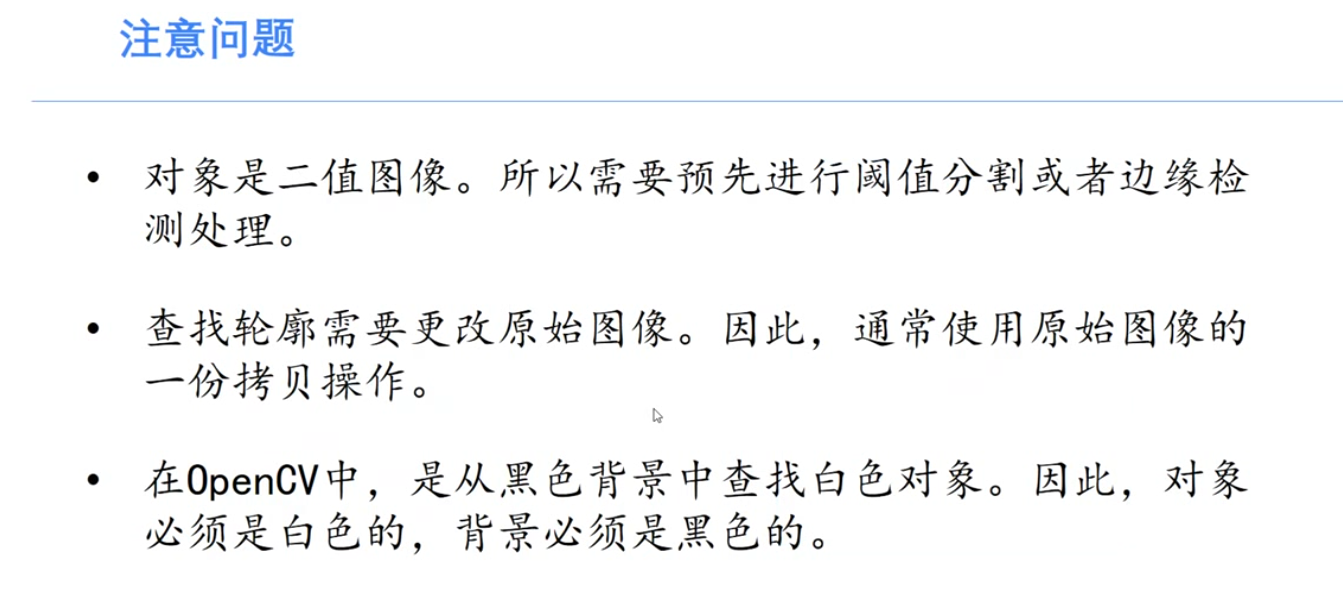 注意问题
• 对象是二值图像。所以需要预先进行阈值分割或者边缘检
测处理。
• 查找轮廓需要更改原始图像。因此，通常使用原始图像的
一份拷贝操作。
• 在OpenCV中，是从黑色背景中查找白色对象。因此，对象
必须是白色的，背景必须是黑色的。